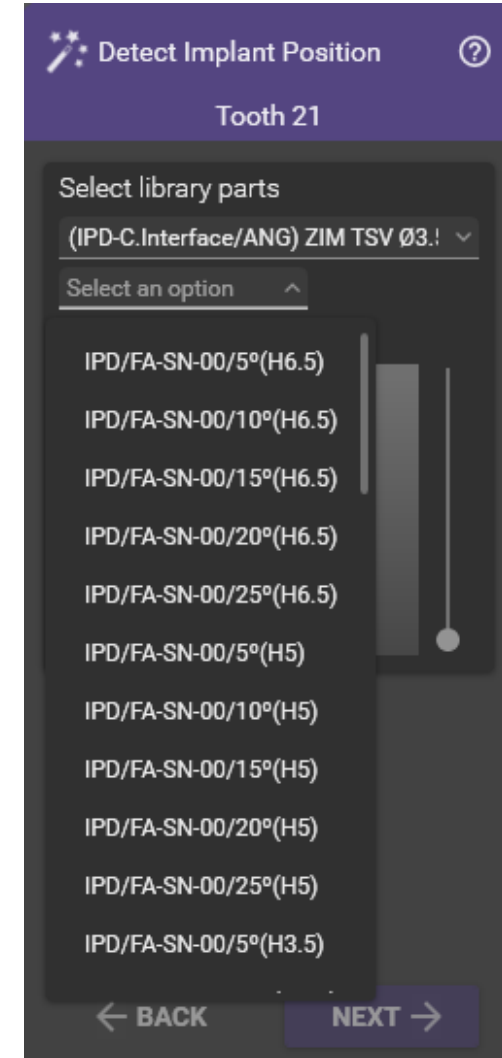 Detect Implant Position
Tooth 21
Select library parts
(IPD-C.Interface/ANG) ZIM TSV Ø3.
Select an option
IPD/FA-SN-00/5º(H6.5)
IPD/FA-SN-00/10º(H6.5)
IPD/FA-SN-00/15º(H6.5)
IPD/FA-SN-00/20º(H6.5)
IPD/FA-SN-00/25º(H6.5)
IPD/FA-SN-00/5º(H5)
IPD/FA-SN-00/10º(H5)
IPD/FA-SN-00/15º(H5)
IPD/FA-SN-00/20º(H5)
IPD/FA-SN-00/25º(H5)
IPD/FA-SN-00/5º(H3.5)
BACK
NEXT